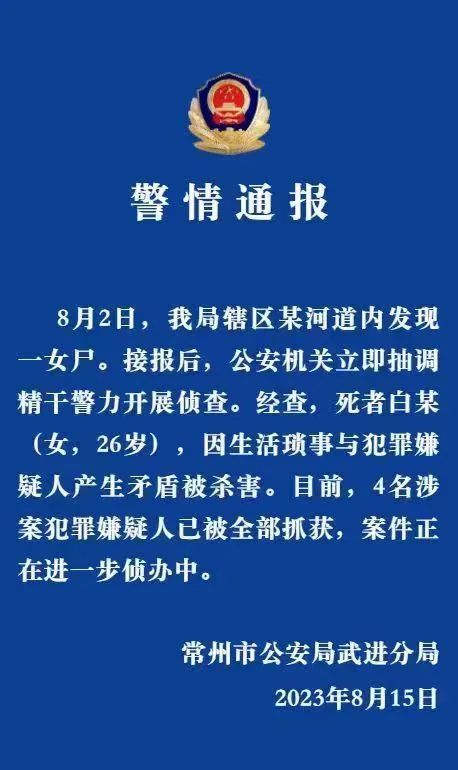 警情通报
8月2日，我局辖区某河道内发现
一女尸。接报后，公安机关立即抽调
精干警力开展侦查。经查，死者白某
（女，26岁），因生活琐事与犯罪嫌
疑人产生矛盾被杀害。目前，4名涉
案犯罪嫌疑人已被全部抓获，案件正
在进一步侦办中。
常州市公安局武进分局
2023年8月15日